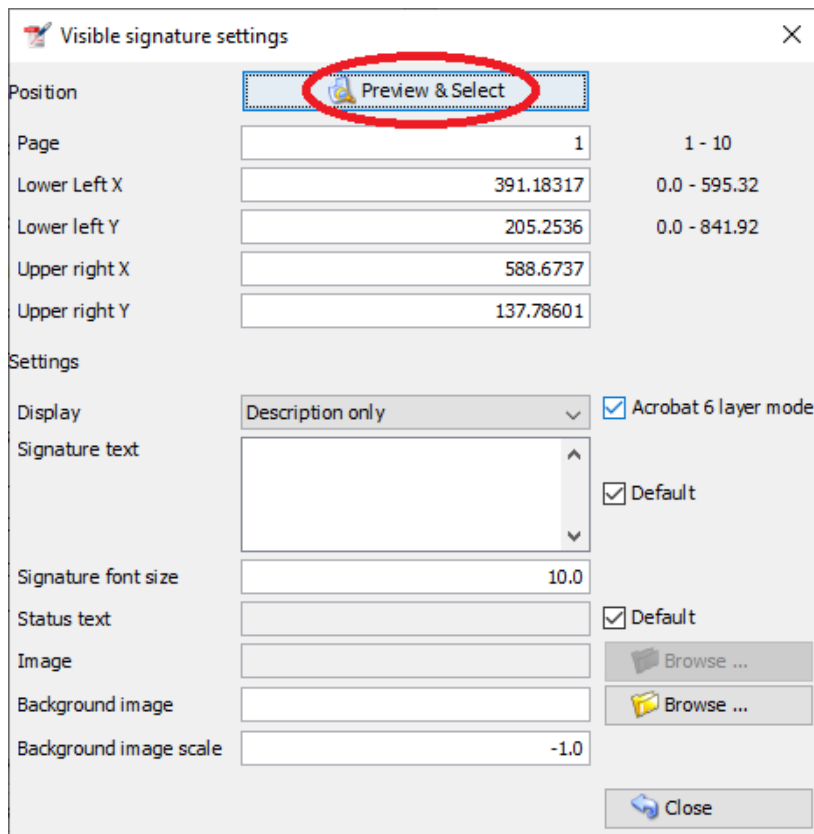 Visible signature settings
Position Preview & Select
Page 1 1 - 10
Lower Left X 391.18317 0.0 - 595.32
Lower left Y 205.2536 0.0 - 841.92
Upper right X 588.6737
Upper right Y 137.78601
Settings
Display Description only Acrobat 6 layer mode
Signature text
Default
Signature font size 10.0
Status text Default
Image Browse ...
Background image Browse ...
Background image scale -1.0
Close